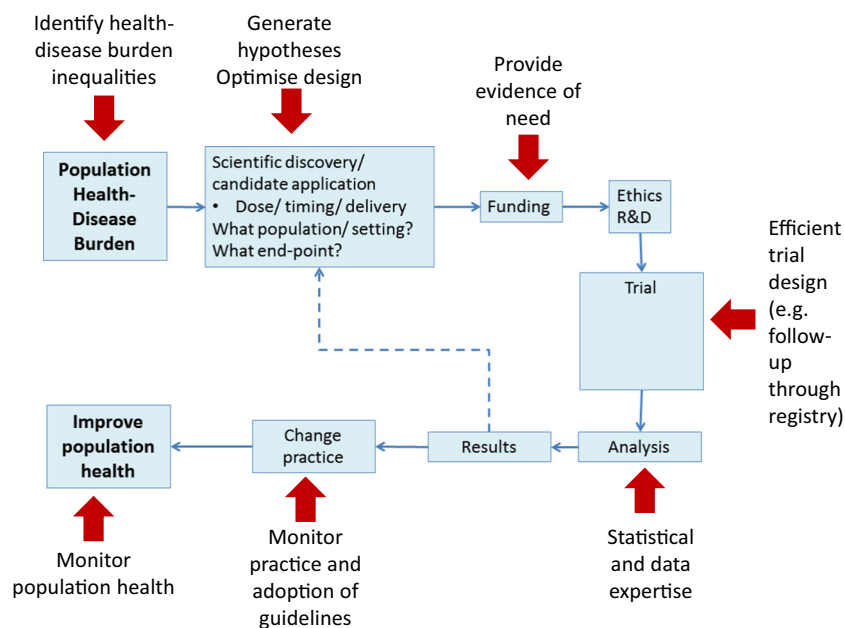 Identify health-
disease burden
inequalities
Generate
hypotheses
Optimise design
Provide
evidence of
need
Population
Health-
Disease
Burden
Scientific discovery/
candidate application
• Dose/ timing/ delivery
What population/ setting?
What end-point?
Funding
Ethics
R&D
Efficient
trial
design
(e.g.
follow-
up
through
registry)
Trial
Improve
population
health
Change
practice
Results
Analysis
Monitor
population health
Monitor
practice and
adoption of
guidelines
Statistical
and data
expertise